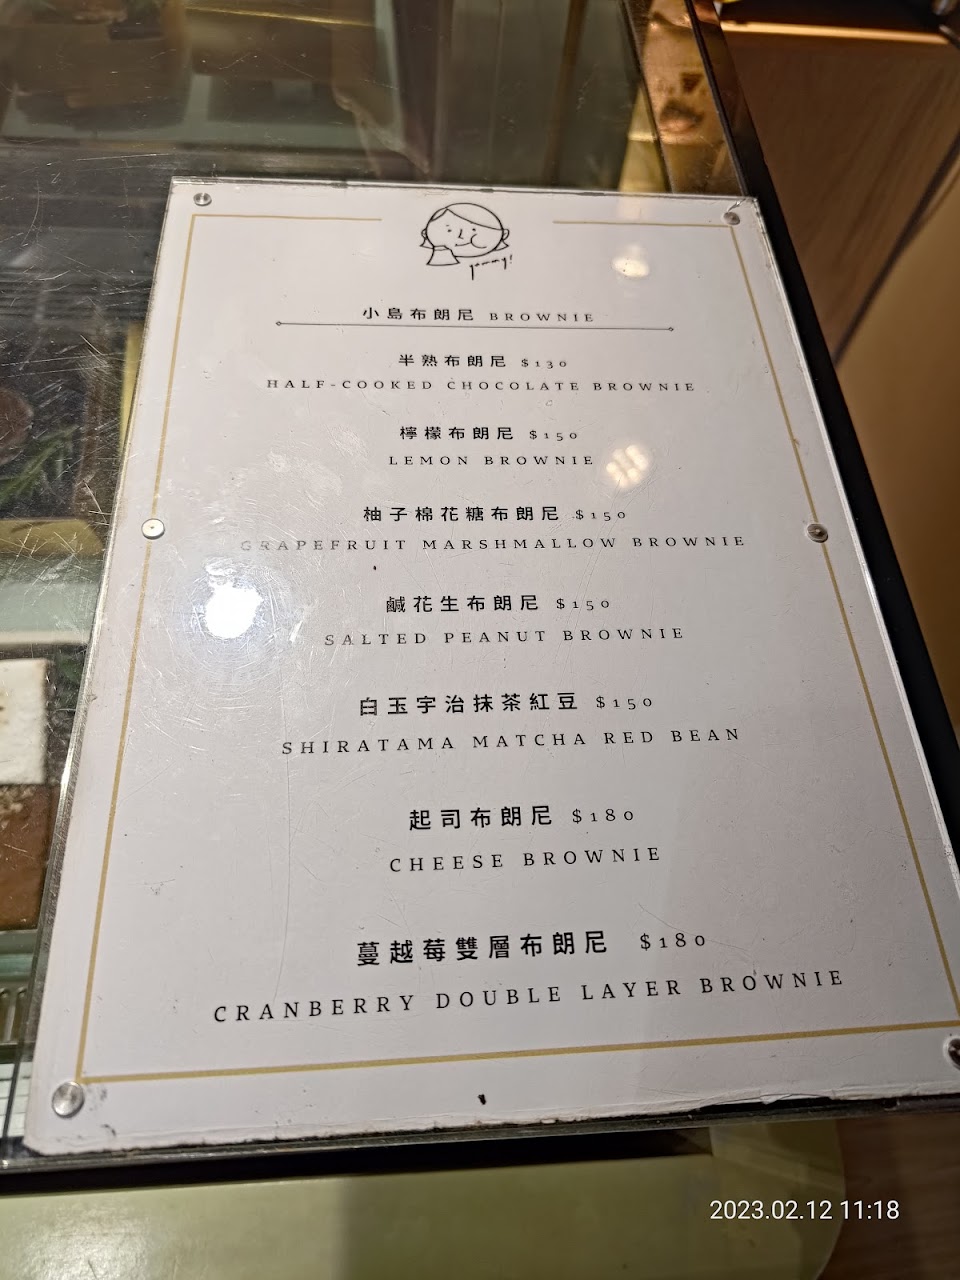 yummy!
小島布朗尼 BROWNIE
半熟布朗尼 $130
HALF-COOKED CHOCOLATE BROWNIE
檸檬布朗尼 $150
LEMON BROWNIE
柚子棉花糖布朗尼 $150
GRAPEFRUIT MARSHMALLOW BROWNIE
鹹花生布朗尼 $150
SALTED PEANUT BROWNIE
白玉宇治抹茶紅豆 $150
SHIRATAMA MATCHA RED BEAN
起司布朗尼 $180
CHEESE BROWNIE
蔓越莓雙層布朗尼 $180
CRANBERRY DOUBLE LAYER BROWNIE
2023.02.12 11:18